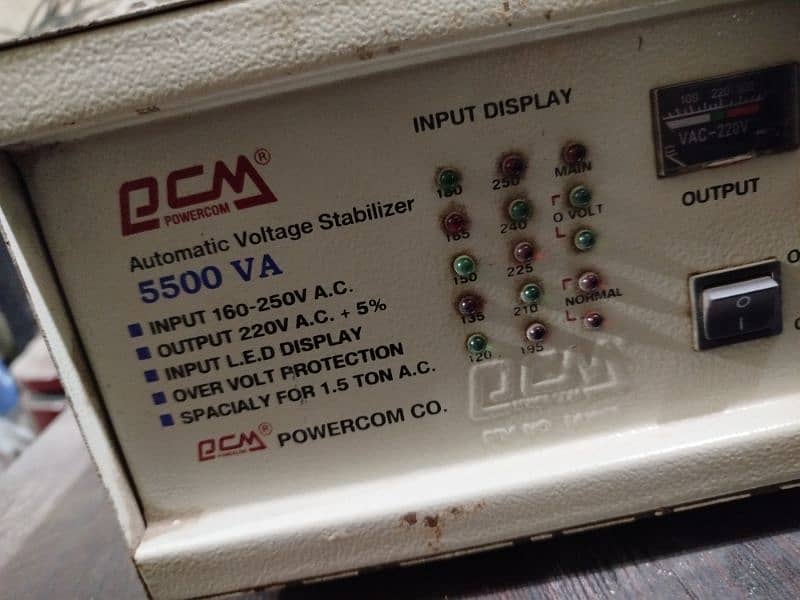 PCM®
POWERCOM
Automatic Voltage Stabilizer
5500 VA
INPUT 160-250V A.C.
OUTPUT 220V A.C. + 5%
INPUT L.E.D DISPLAY
OVER VOLT PROTECTION
SPACIALY FOR 1.5 TON A.C.
PCM®
POWERCOM CO.
INPUT DISPLAY
180
165
150
135
120
250
240
225
210
195
MAIN
O VOLT
NORMAL
PCM
100 220
VAC-220V
OUTPUT
O
I